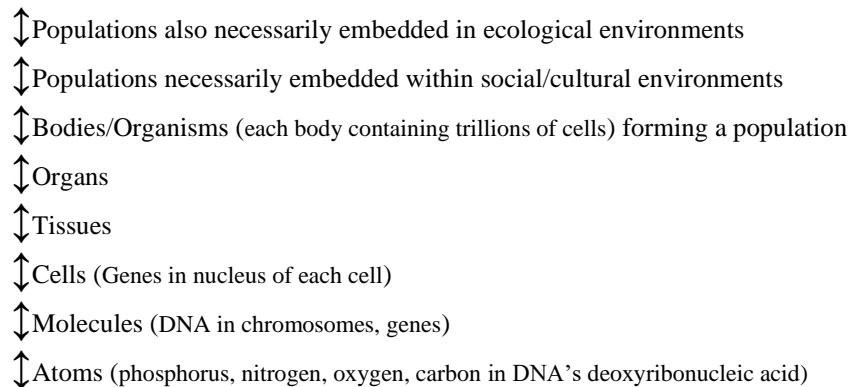 ↕Populations also necessarily embedded in ecological environments
↕Populations necessarily embedded within social/cultural environments
↕Bodies/Organisms (each body containing trillions of cells) forming a population
↕Organs
↕Tissues
↕Cells (Genes in nucleus of each cell)
↕Molecules (DNA in chromosomes, genes)
↕Atoms (phosphorus, nitrogen, oxygen, carbon in DNA’s deoxyribonucleic acid)